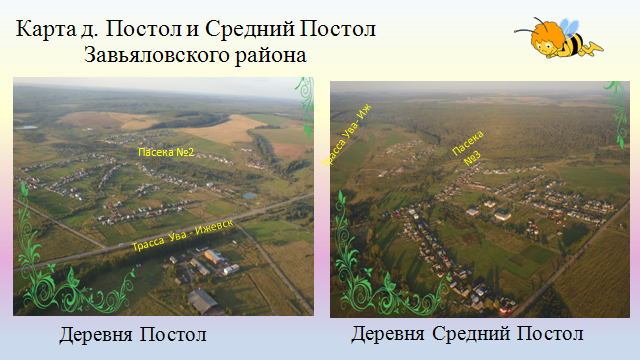 Карта д. Постол и Средний Постол
Завьяловского района
Пасека №2
Трасса Ува - Ижевск
Трасса Ува- Иж
Пасека
№3
Деревня Постол
Деревня Средний Постол